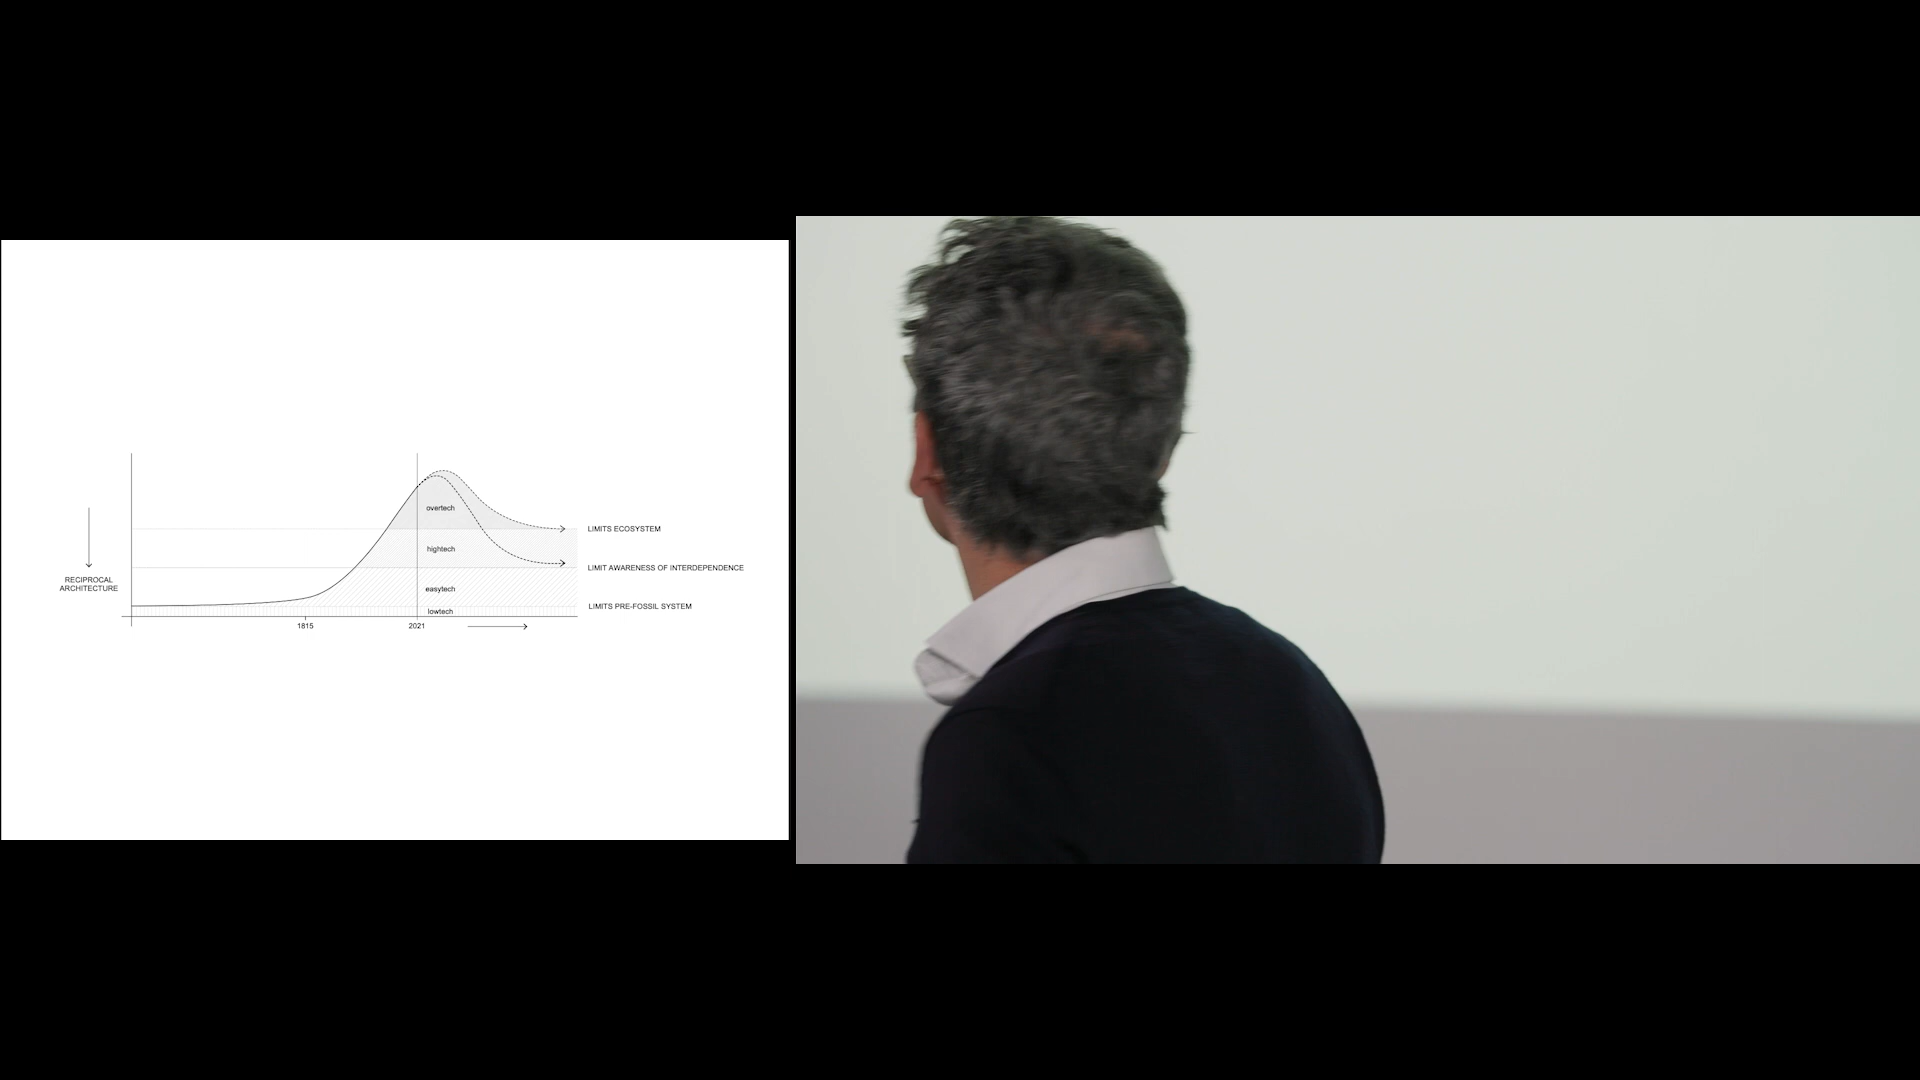 overtech
LIMITS ECOSYSTEM
hightech
LIMIT AWARENESS OF INTERDEPENDENCE
RECIPROCAL
ARCHITECTURE
easytech
LIMITS PRE-FOSSIL SYSTEM
lowtech
1815
2021